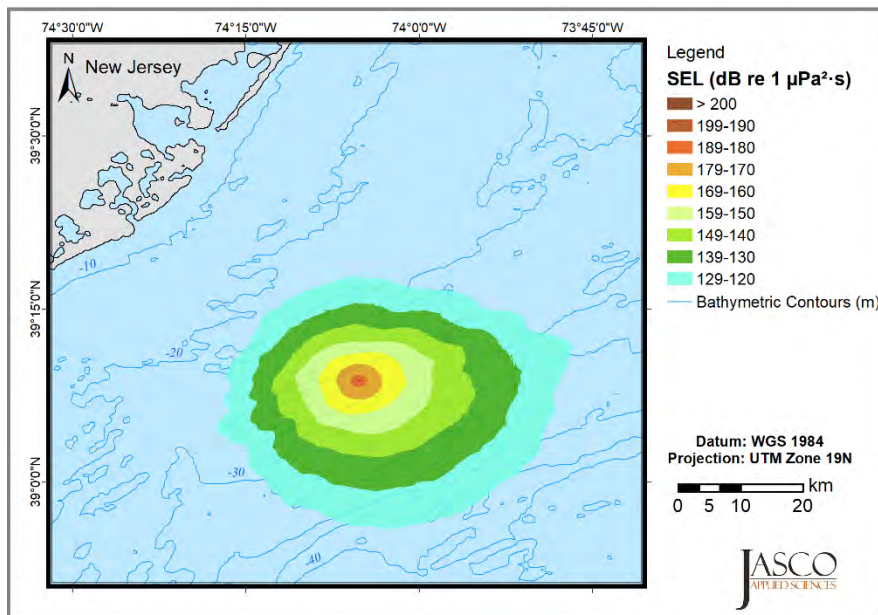 74°30'0"W 74°15'0"W 74°0'0"W 73°45'0"W
N
New Jersey
39°30'0"N
39°15'0"N
39°0'0"N
-10
-20
-30
-40
Legend
SEL (dB re 1 µPa²·s)
> 200
199-190
189-180
179-170
169-160
159-150
149-140
139-130
129-120
Bathymetric Contours (m)
Datum: WGS 1984
Projection: UTM Zone 19N
km
0 5 10 20
JASCO
APPLIED SCIENCES